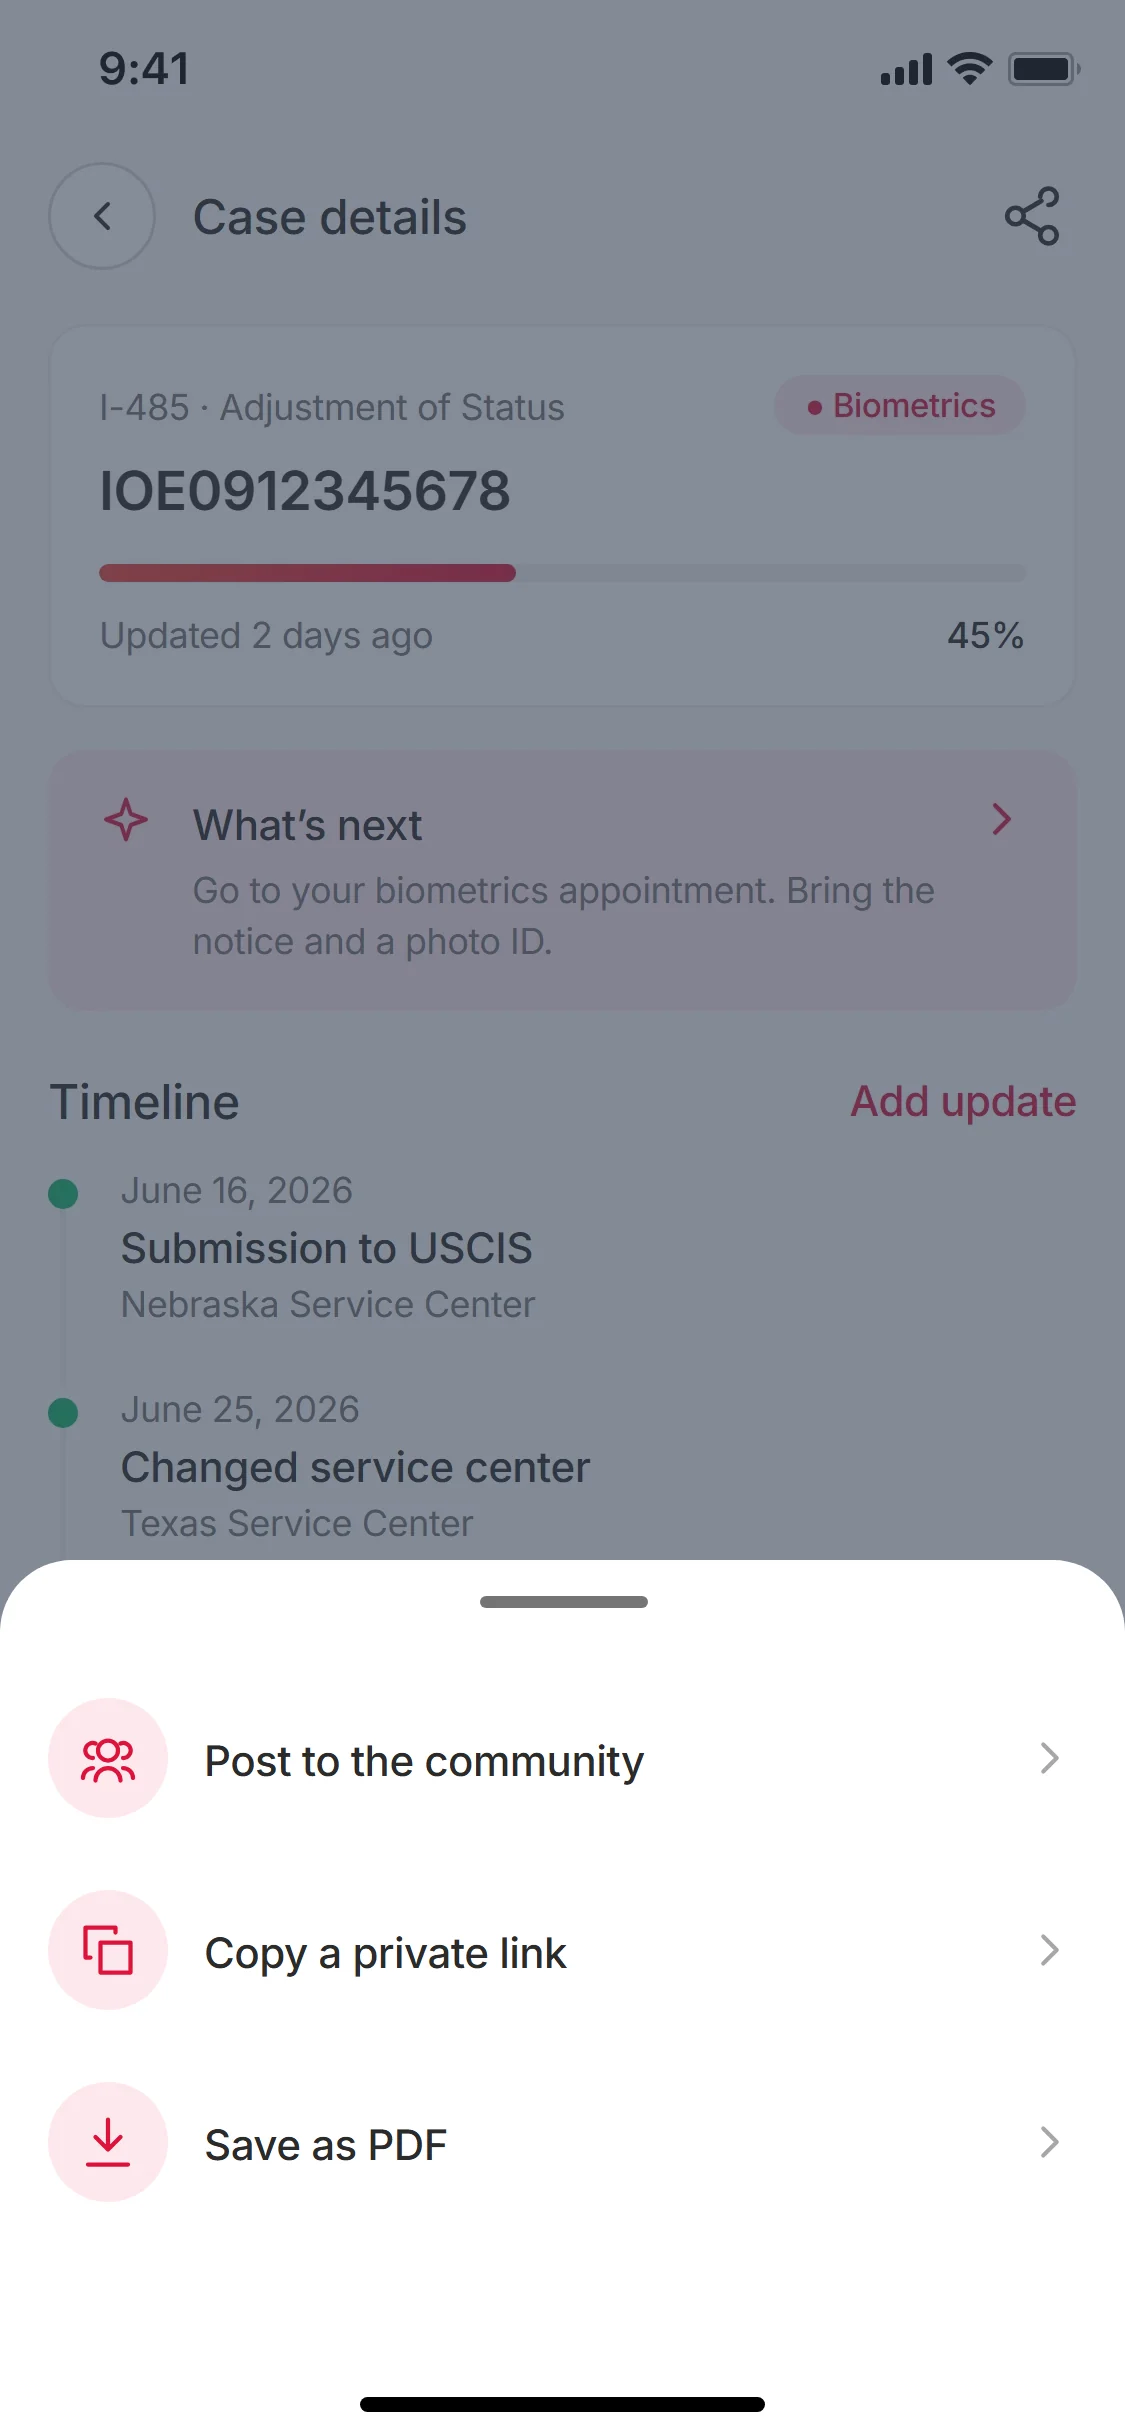 9:41
Case details
I-485 · Adjustment of Status
Biometrics
IOE0912345678
Updated 2 days ago
45%
What’s next
Go to your biometrics appointment. Bring the
notice and a photo ID.
Timeline
Add update
June 16, 2026
Submission to USCIS
Nebraska Service Center
June 25, 2026
Changed service center
Texas Service Center
Post to the community
Copy a private link
Save as PDF